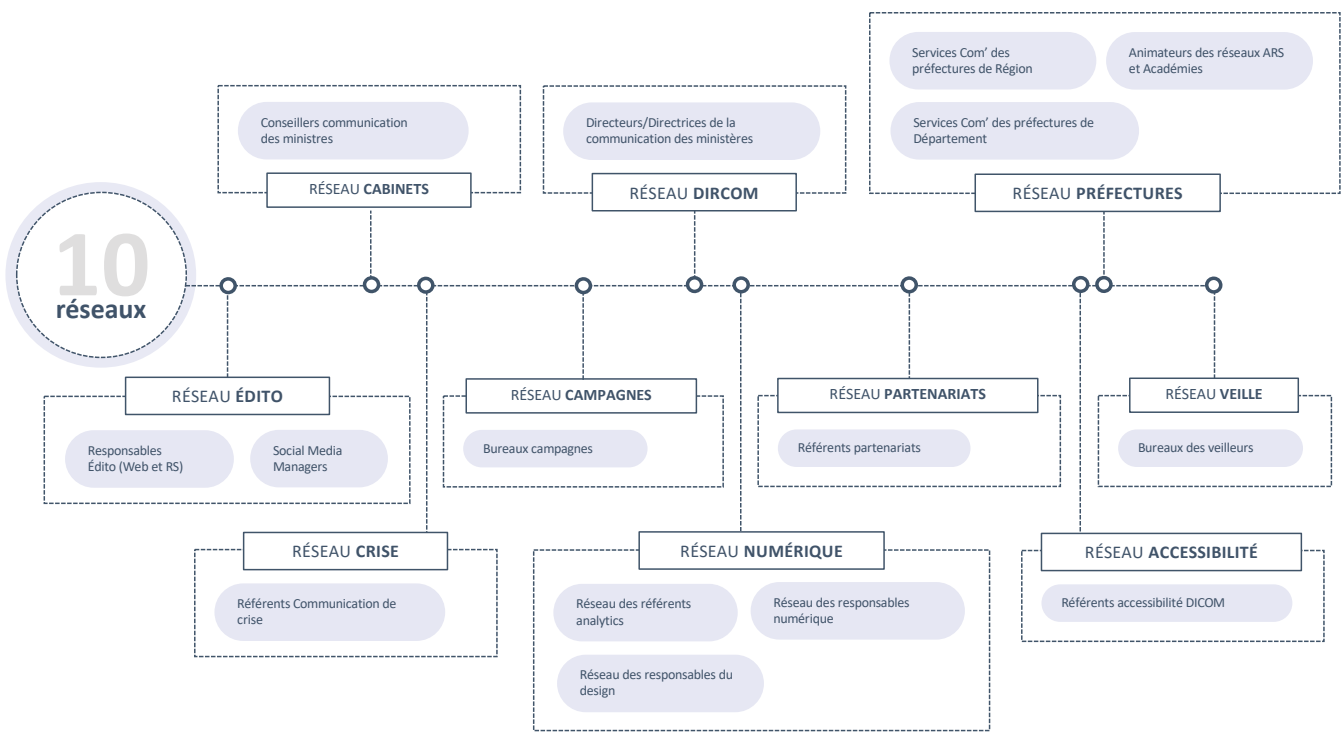 10
réseaux
Conseillers communication
des ministres
RÉSEAU CABINETS
Directeurs/Directrices de la
communication des ministères
RÉSEAU DIRCOM
Services Com’ des
préfectures de Région
Animateurs des réseaux ARS
et Académies
Services Com’ des préfectures de
Département
RÉSEAU PRÉFECTURES
RÉSEAU ÉDITO
Responsables
Édito (Web et RS)
Social Media
Managers
RÉSEAU CAMPAGNES
Bureaux campagnes
RÉSEAU PARTENARIATS
Référents partenariats
RÉSEAU VEILLE
Bureaux des veilleurs
RÉSEAU CRISE
Référents Communication de
crise
RÉSEAU NUMÉRIQUE
Réseau des référents
analytics
Réseau des responsables
numérique
Réseau des responsables du
design
RÉSEAU ACCESSIBILITÉ
Référents accessibilité DICOM